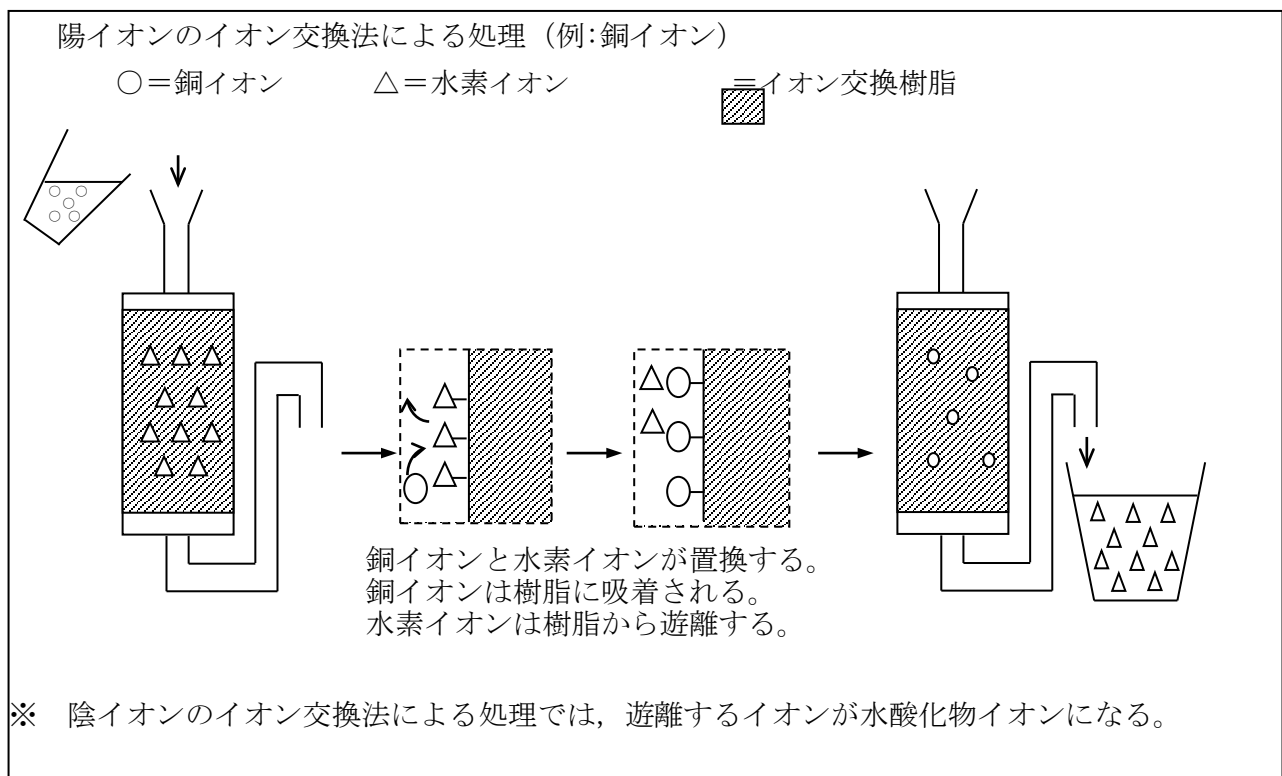 陽イオンのイオン交換法による処理（例:銅イオン）
○＝銅イオン　△＝水素イオン　＝イオン交換樹脂
銅イオンと水素イオンが置換する。
銅イオンは樹脂に吸着される。
水素イオンは樹脂から遊離する。
※　陰イオンのイオン交換法による処理では，遊離するイオンが水酸化物イオンになる。